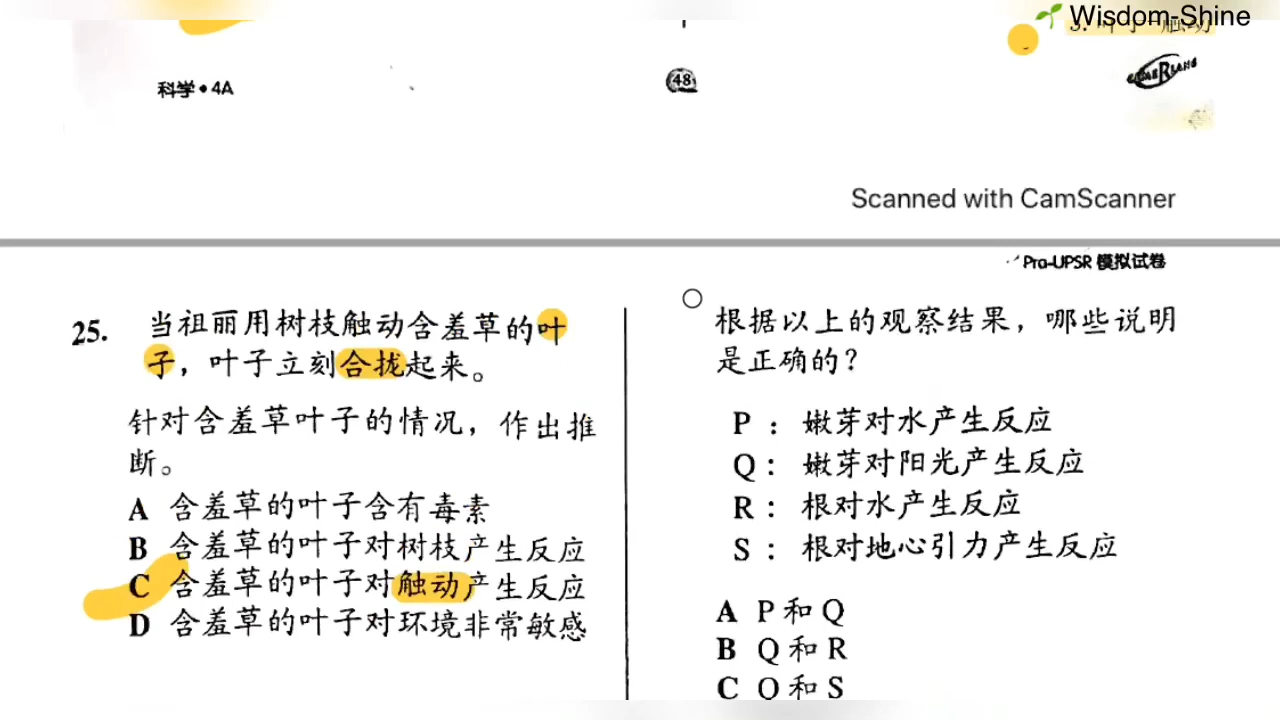 Wisdom-Shine
科学•4A
48
Scanned with CamScanner
Pra-UPSR 模拟试卷
25. 当祖丽用树枝触动含羞草的叶
子，叶子立刻合拢起来。
针对含羞草叶子的情况，作出推
断。
A 含羞草的叶子含有毒素
B 含羞草的叶子对树枝产生反应
C 含羞草的叶子对触动产生反应
D 含羞草的叶子对环境非常敏感
根据以上的观察结果，哪些说明
是正确的？
P ： 嫩芽对水产生反应
Q ： 嫩芽对阳光产生反应
R ： 根对水产生反应
S ： 根对地心引力产生反应
A P 和 Q
B Q 和 R
C Q 和 S